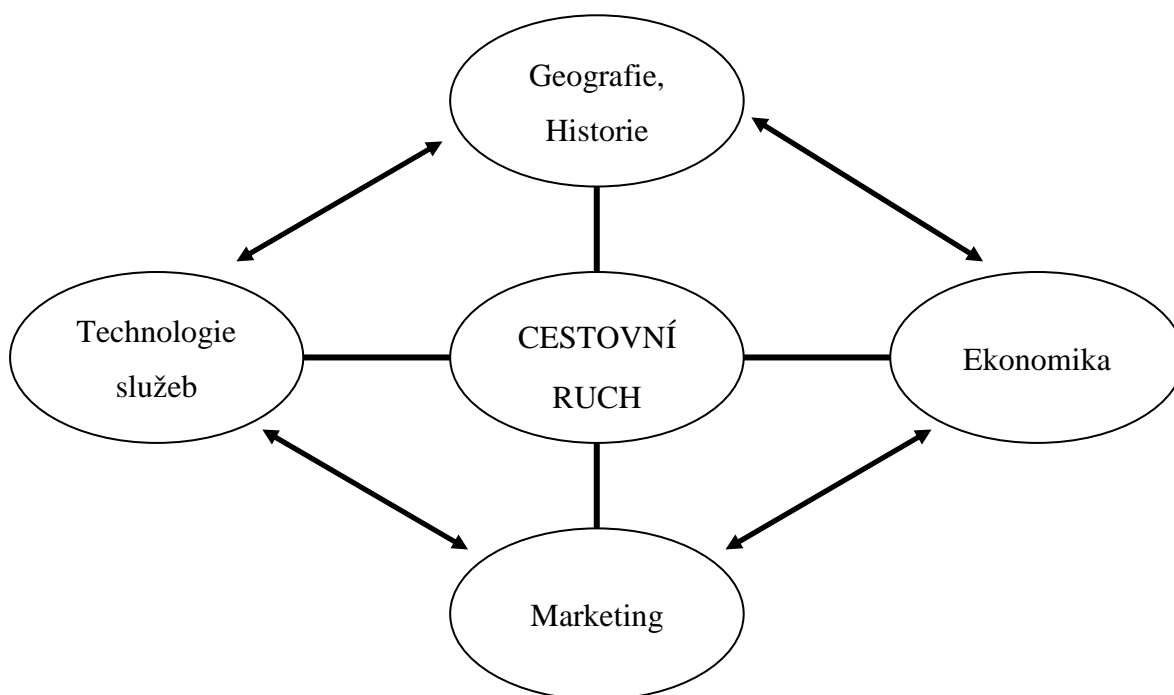 Geografie,
Historie
Technologie
služeb
CESTOVNÍ
RUCH
Ekonomika
Marketing